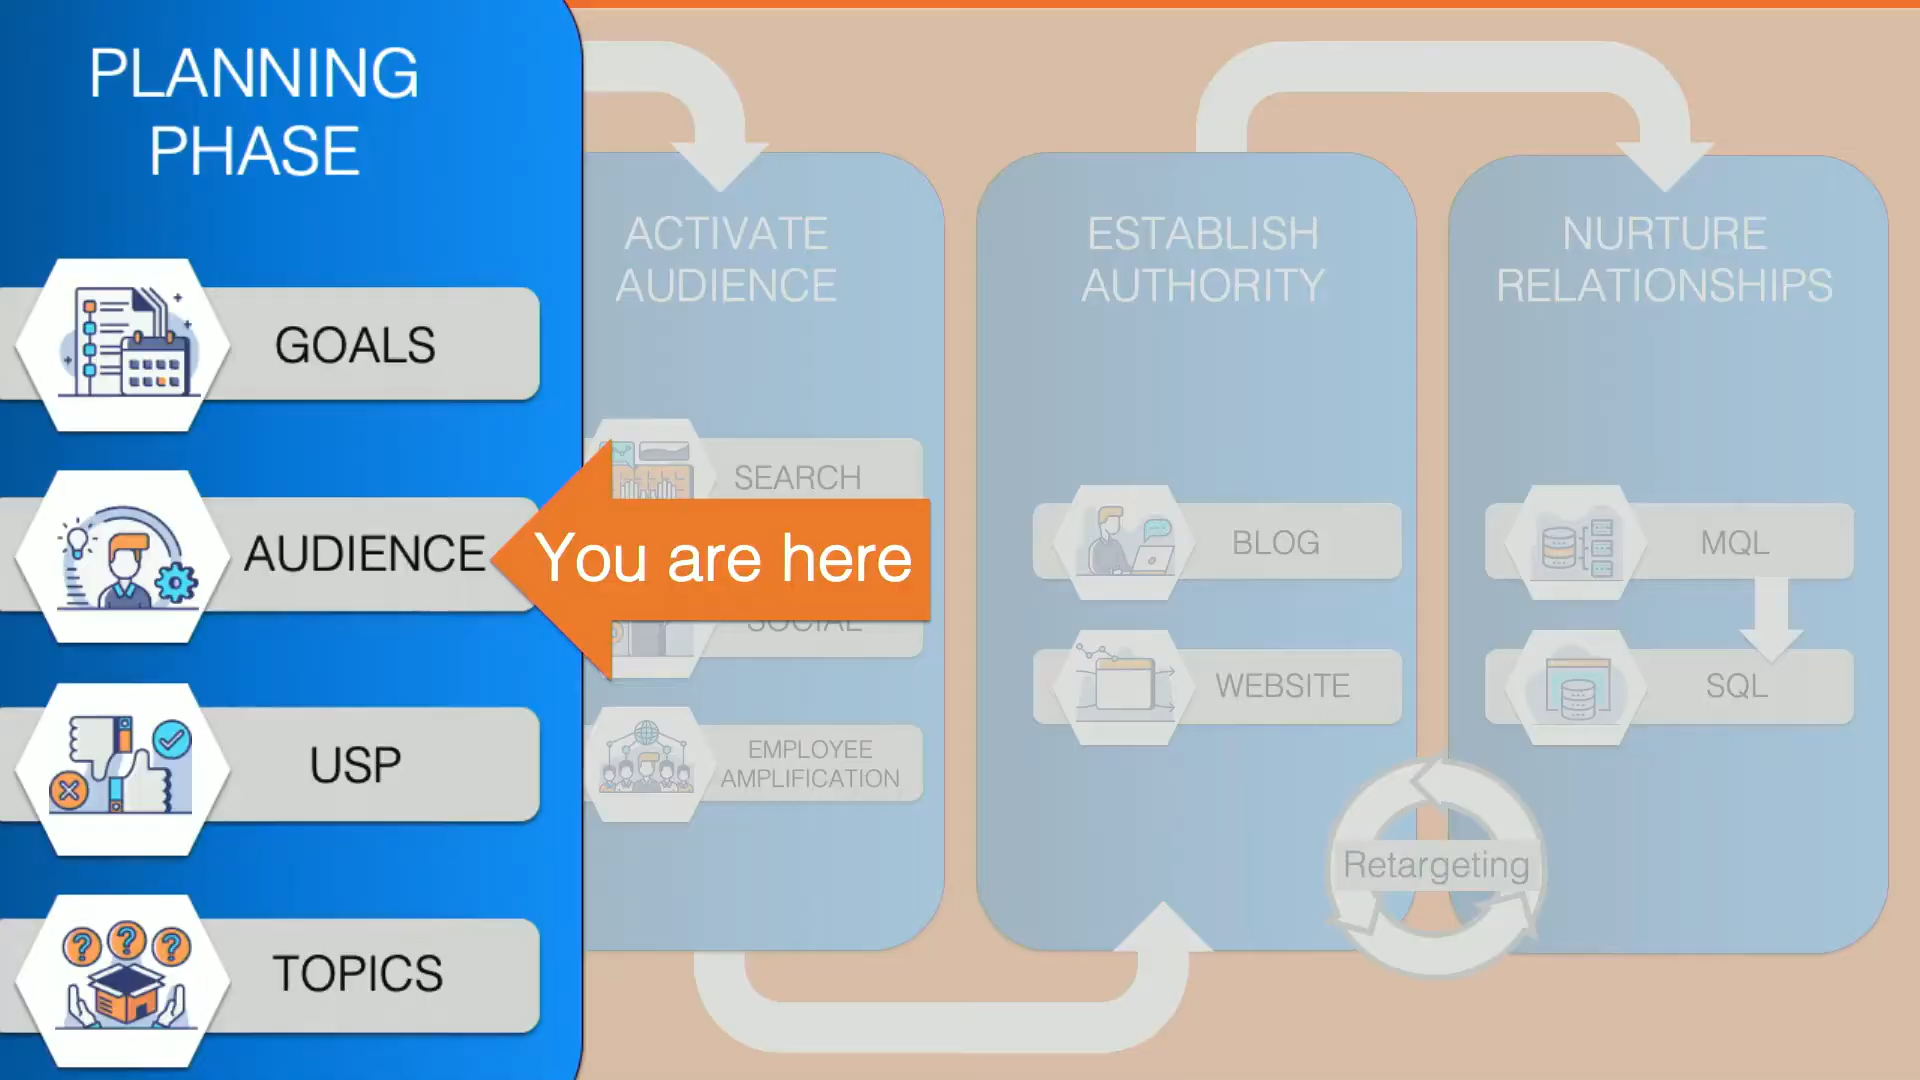 PLANNING
PHASE
GOALS
AUDIENCE
USP
TOPICS
You are here
ACTIVATE
AUDIENCE
SEARCH
SOCIAL
EMPLOYEE
AMPLIFICATION
ESTABLISH
AUTHORITY
BLOG
WEBSITE
NURTURE
RELATIONSHIPS
MQL
SQL
Retargeting